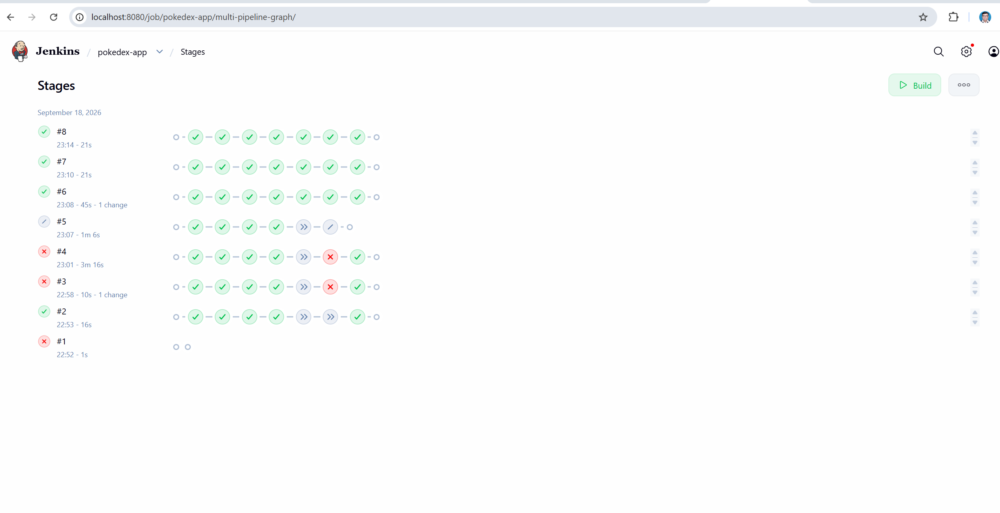 localhost:8080/job/pokedex-app/multi-pipeline-graph/
Jenkins / pokedex-app / Stages
Stages
Build
September 18, 2026
#8
23:14 - 21s
#7
23:10 - 21s
#6
23:08 - 45s - 1 change
#5
23:07 - 1m 6s
#4
23:01 - 3m 16s
#3
22:58 - 10s - 1 change
#2
22:53 - 16s
#1
22:52 - 1s